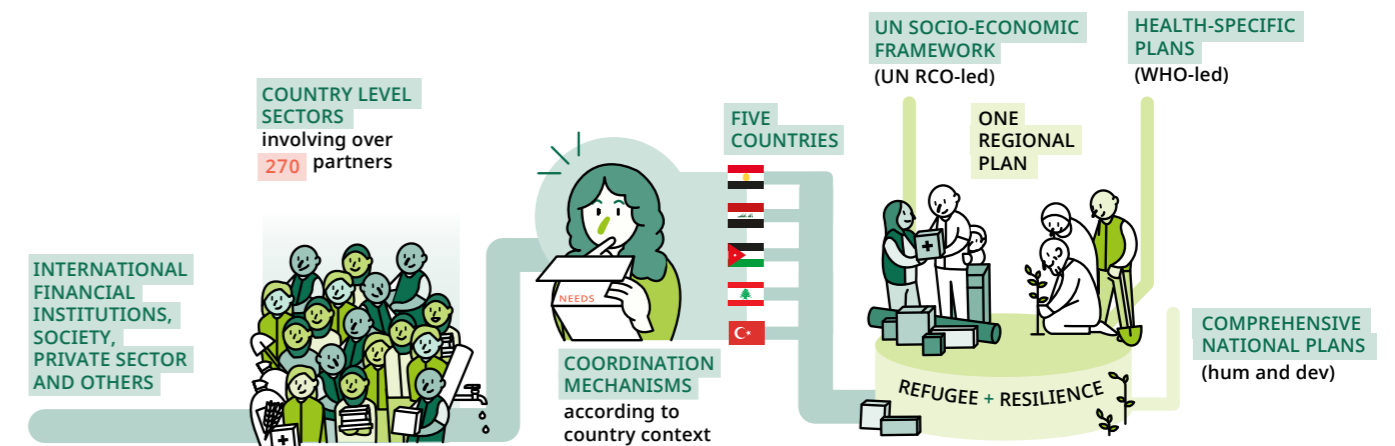 INTERNATIONAL
FINANCIAL
INSTITUTIONS,
SOCIETY,
PRIVATE SECTOR
AND OTHERS
COUNTRY LEVEL
SECTORS
involving over
270 partners
NEEDS
COORDINATION
MECHANISMS
according to
country context
FIVE
COUNTRIES
UN SOCIO-ECONOMIC
FRAMEWORK
(UN RCO-led)
ONE
REGIONAL
PLAN
HEALTH-SPECIFIC
PLANS
(WHO-led)
REFUGEE + RESILIENCE
COMPREHENSIVE
NATIONAL PLANS
(hum and dev)